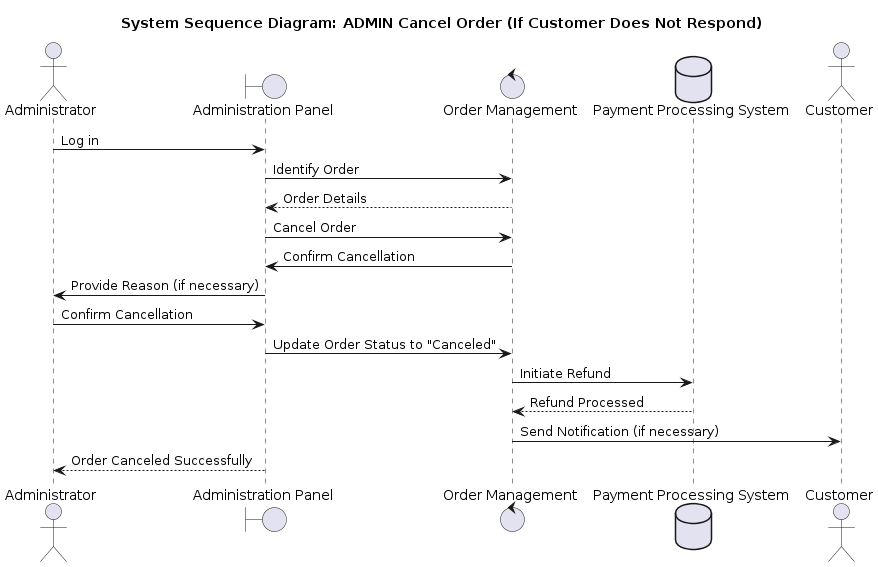 System Sequence Diagram: ADMIN Cancel Order (If Customer Does Not Respond)
Administrator
Administration Panel
Order Management
Payment Processing System
Customer
Log in
Identify Order
Order Details
Cancel Order
Confirm Cancellation
Provide Reason (if necessary)
Confirm Cancellation
Update Order Status to "Canceled"
Initiate Refund
Refund Processed
Send Notification (if necessary)
Order Canceled Successfully
Administrator
Administration Panel
Order Management
Payment Processing System
Customer